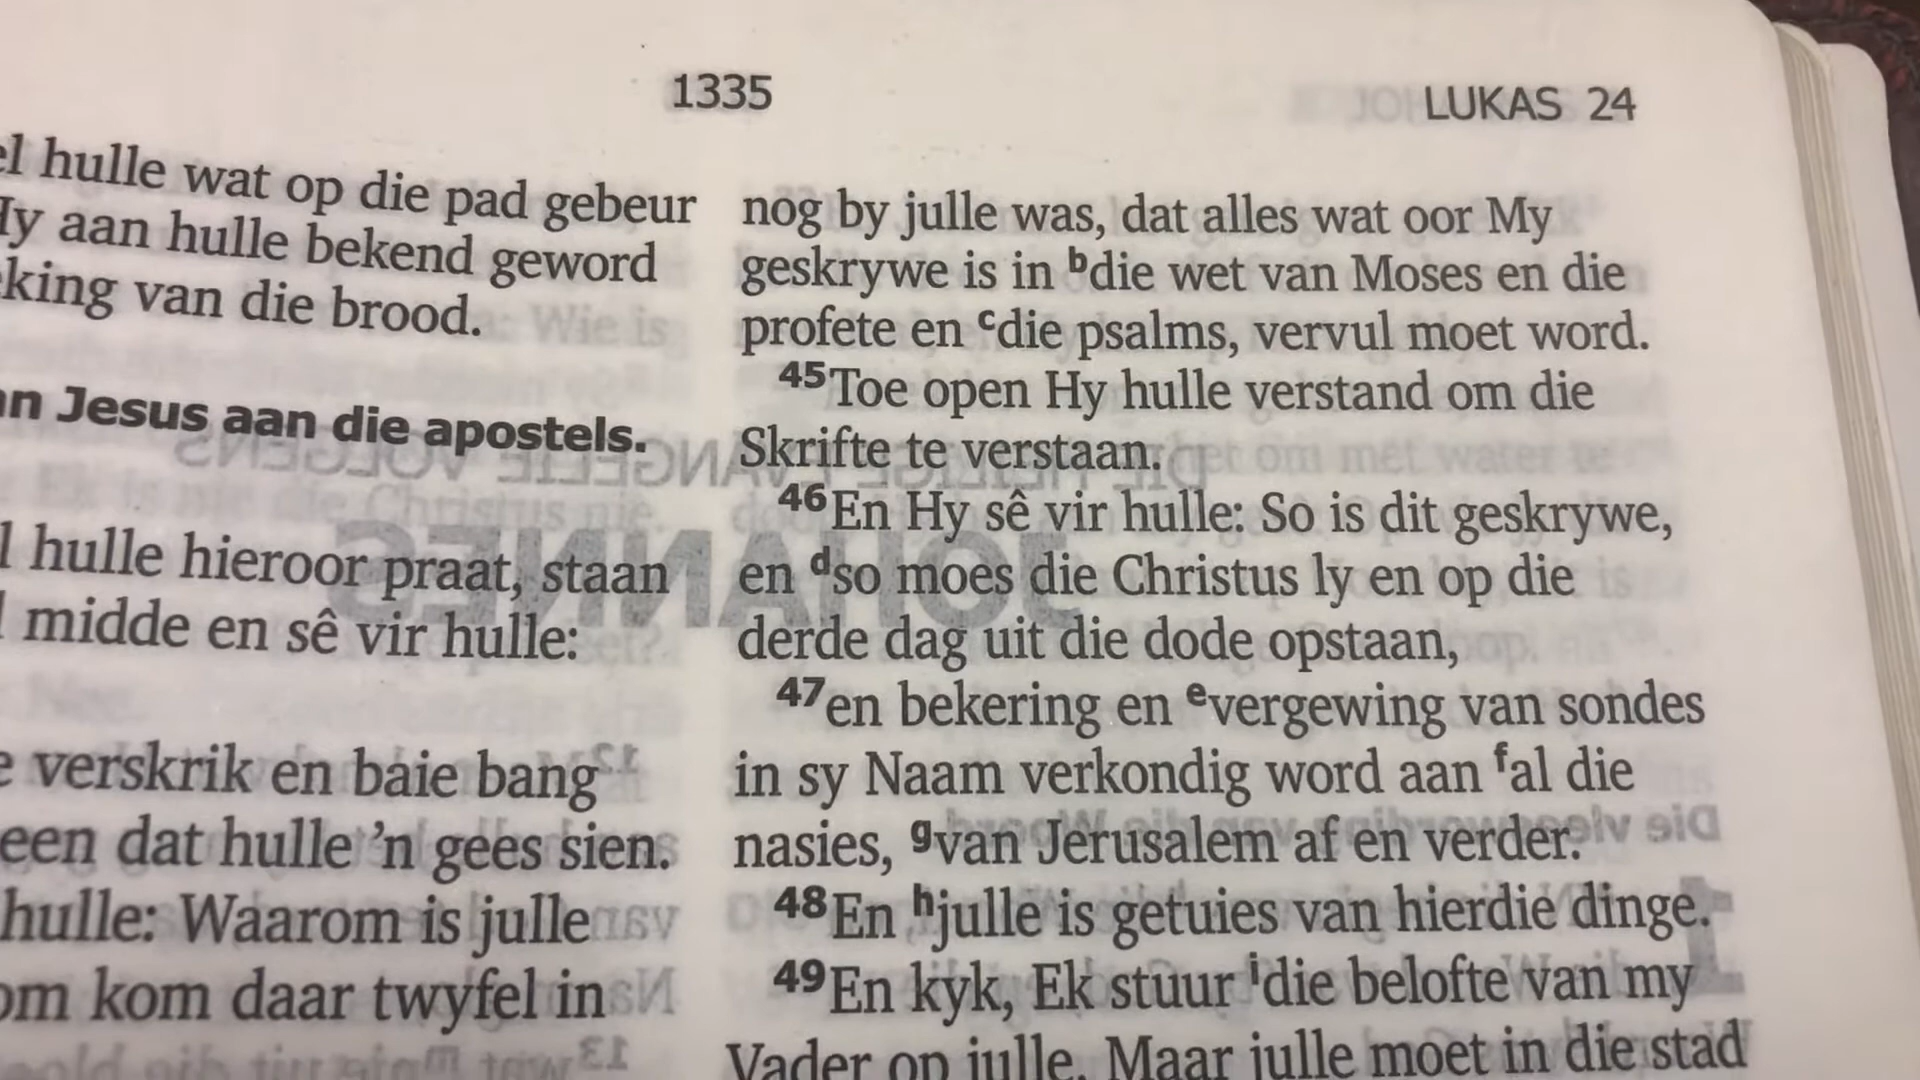 1335
LUKAS 24
hulle wat op die pad gebeur
aan hulle bekend geword
van die brood.
Jesus aan die apostels.
hulle hieroor praat, staan
midde en sê vir hulle:
verskrik en baie bang
dat hulle ’n gees sien.
hulle: Waarom is julle
kom daar twyfel in
nog by julle was, dat alles wat oor My
geskrywe is in ᵇdie wet van Moses en die
profete en ᶜdie psalms, vervul moet word.
⁴⁵Toe open Hy hulle verstand om die
Skrifte te verstaan.
⁴⁶En Hy sê vir hulle: So is dit geskrywe,
en ᵈso moes die Christus ly en op die
derde dag uit die dode opstaan,
⁴⁷en bekering en ᵉvergewing van sondes
in sy Naam verkondig word aan ᶠal die
nasies, ᵍvan Jerusalem af en verder.
⁴⁸En ʰjulle is getuies van hierdie dinge.
⁴⁹En kyk, Ek stuur ⁱdie belofte van my
Vader op julle. Maar julle moet in die stad